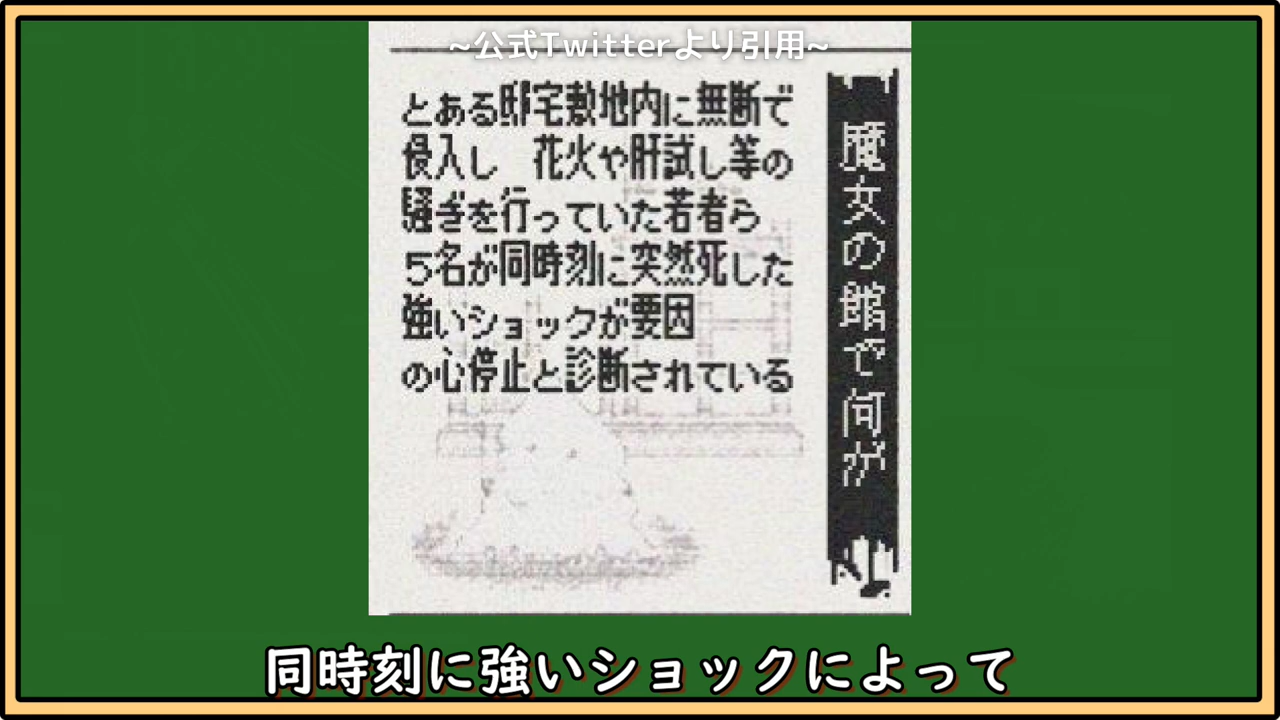 ~公式Twitterより引用~
魔女の館で何が
とある邸宅敷地内に無断で
侵入し　花火や肝試し等の
騒ぎを行っていた若者ら
５名が同時刻に突然死した
強いショックが要因
の心停止と診断されている
同時刻に強いショックによって